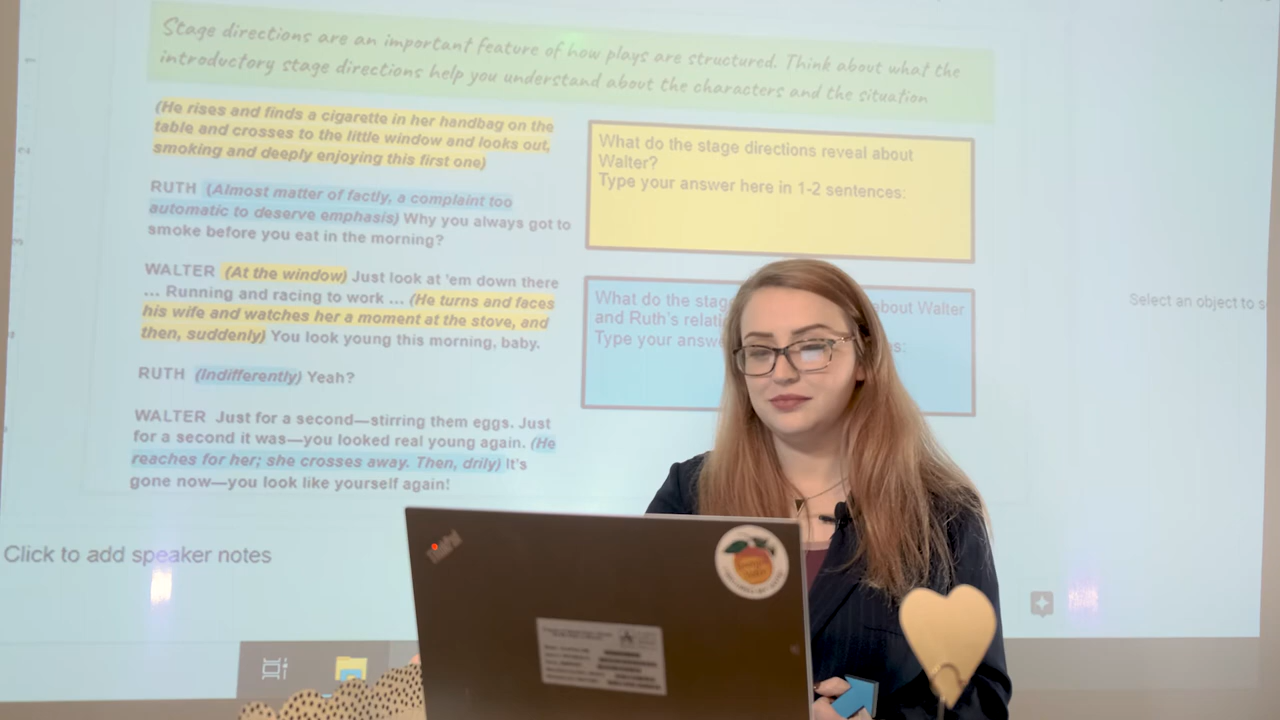 Stage directions are an important feature of how plays are structured. Think about what the
introductory stage directions help you understand about the characters and the situation
(He rises and finds a cigarette in her handbag on the
table and crosses to the little window and looks out,
smoking and deeply enjoying this first one)
RUTH (Almost matter of factly, a complaint too
automatic to deserve emphasis) Why you always got to
smoke before you eat in the morning?
WALTER (At the window) Just look at 'em down there
... Running and racing to work ... (He turns and faces
his wife and watches her a moment at the stove, and
then, suddenly) You look young this morning, baby.
RUTH (Indifferently) Yeah?
WALTER Just for a second—stirring them eggs. Just
for a second it was—you looked real young again. (He
reaches for her; she crosses away. Then, drily) It's
gone now—you look like yourself again!
What do the stage directions reveal about
Walter?
Type your answer here in 1-2 sentences:
What do the stag about Walter
and Ruth's relati
Type your answe s:
Select an object to s
Click to add speaker notes
ThinkPad